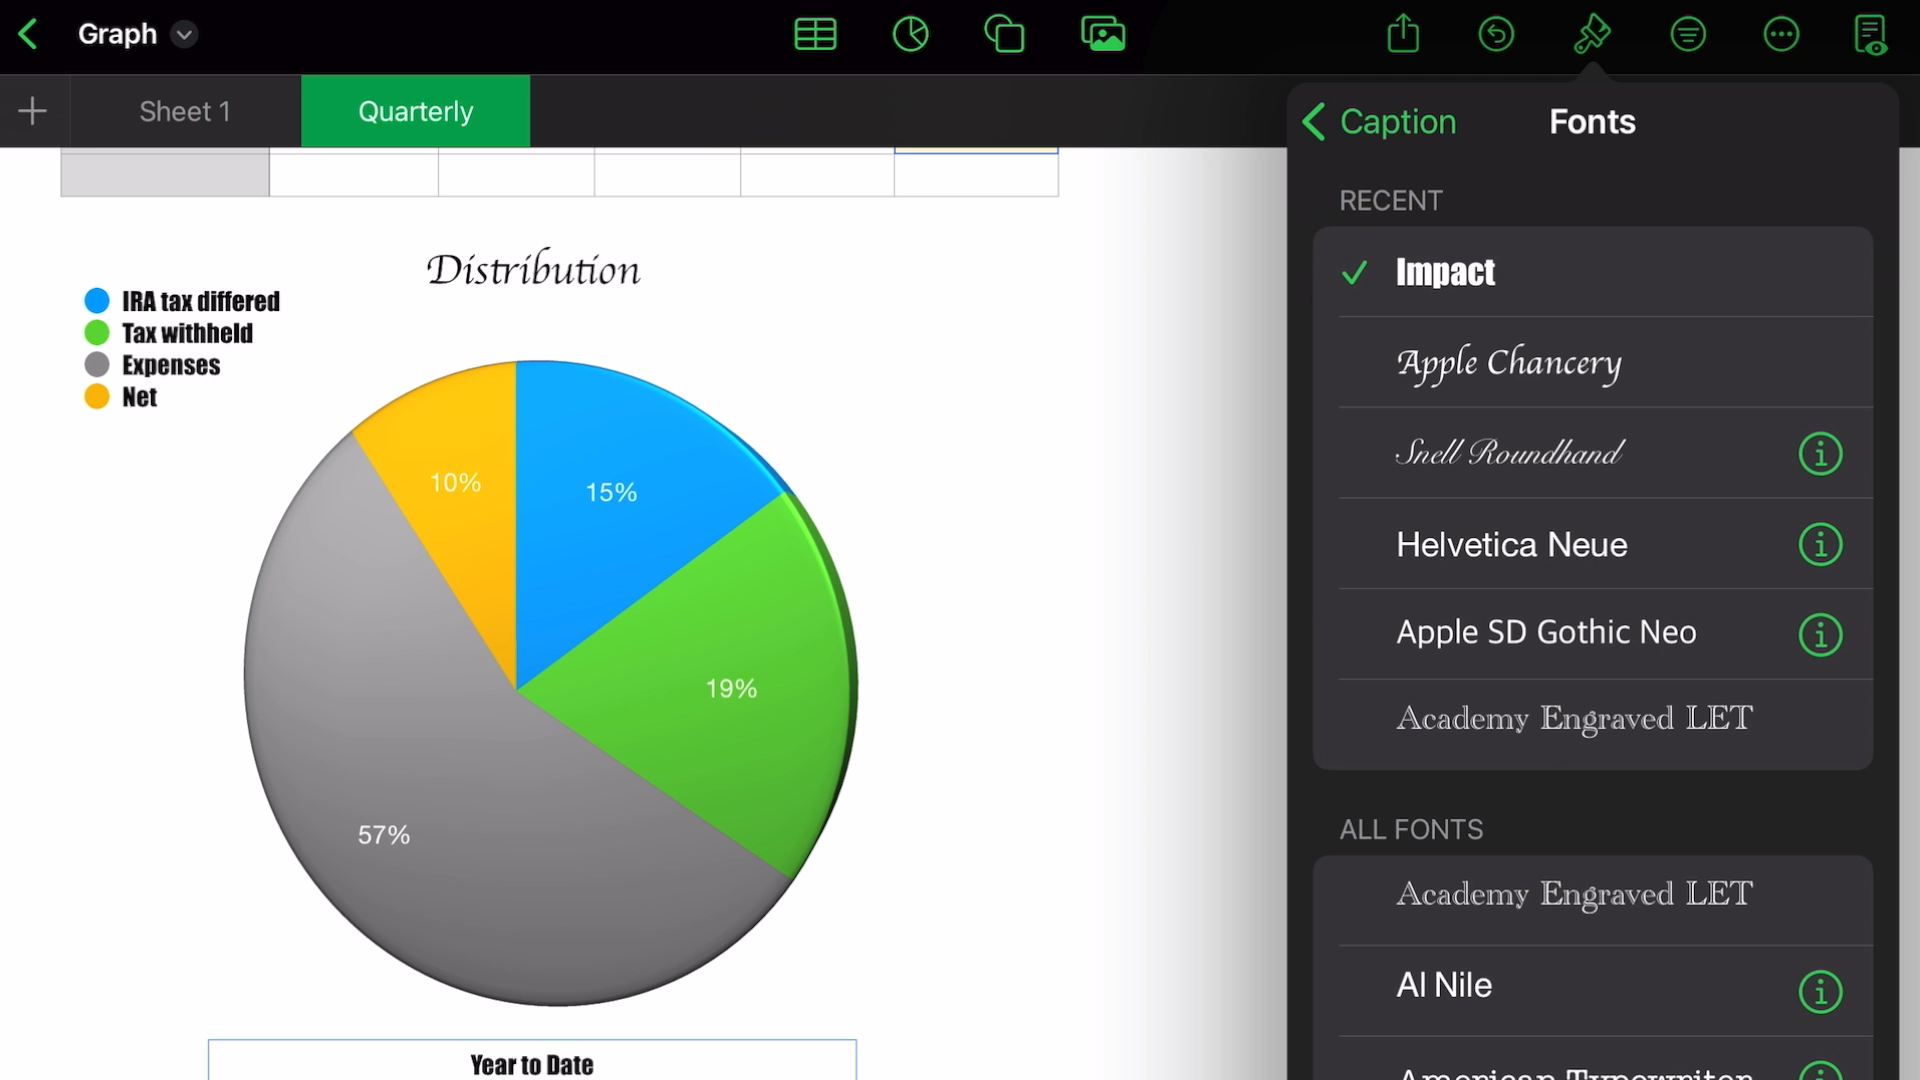 Graph
Sheet 1
Quarterly
Caption
Fonts
RECENT
Impact
Apple Chancery
Snell Roundhand
Helvetica Neue
Apple SD Gothic Neo
Academy Engraved LET
ALL FONTS
Academy Engraved LET
Al Nile
American Typewriter
Distribution
IRA tax differed
Tax withheld
Expenses
Net
10%
15%
19%
57%
Year to Date